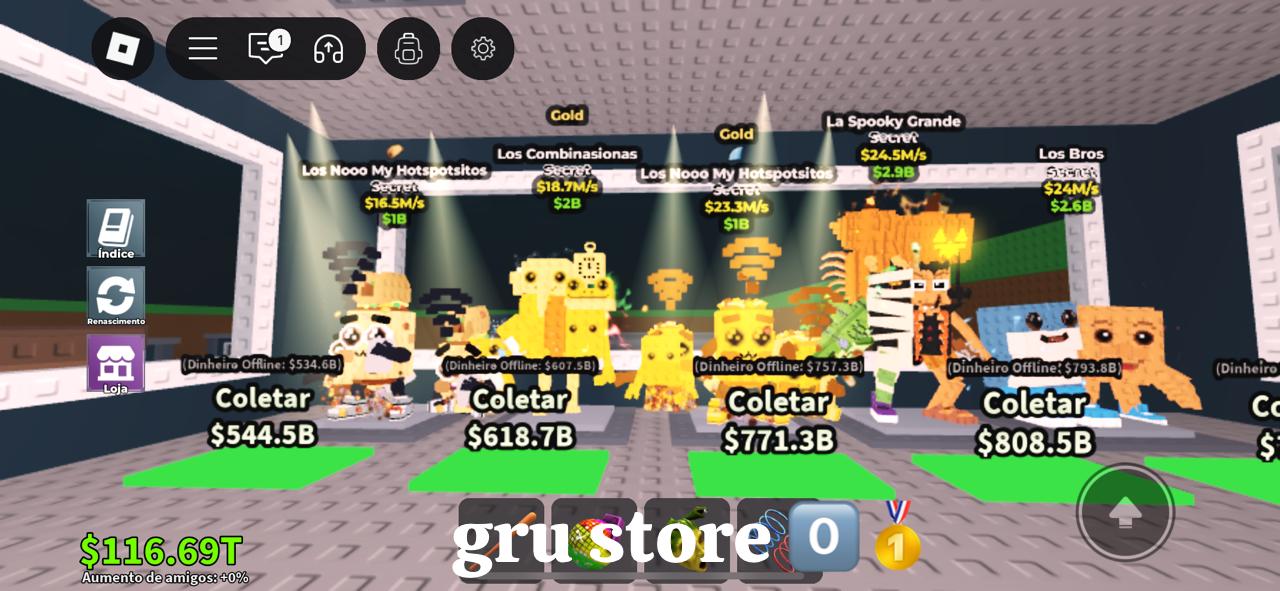 1
Gold
Los Nooo My Hotspotsitos
Secret
$16.5M/s
$1B
Los Combinasionas
Secret
$18.7M/s
$2B
Gold
Los Nooo My Hotspotsitos
Secret
$23.3M/s
$1B
La Spooky Grande
Secret
$24.5M/s
$2.9B
Los Bros
Secret
$24M/s
$2.6B
Índice
Renascimento
Loja
(Dinheiro Offline: $534.6B)
Coletar
$544.5B
(Dinheiro Offline: $607.5B)
Coletar
$618.7B
(Dinheiro Offline: $757.3B)
Coletar
$771.3B
(Dinheiro Offline: $793.8B)
Coletar
$808.5B
(Dinheiro
$116.69T
Aumento de amigos: +0%
gru store 0 1